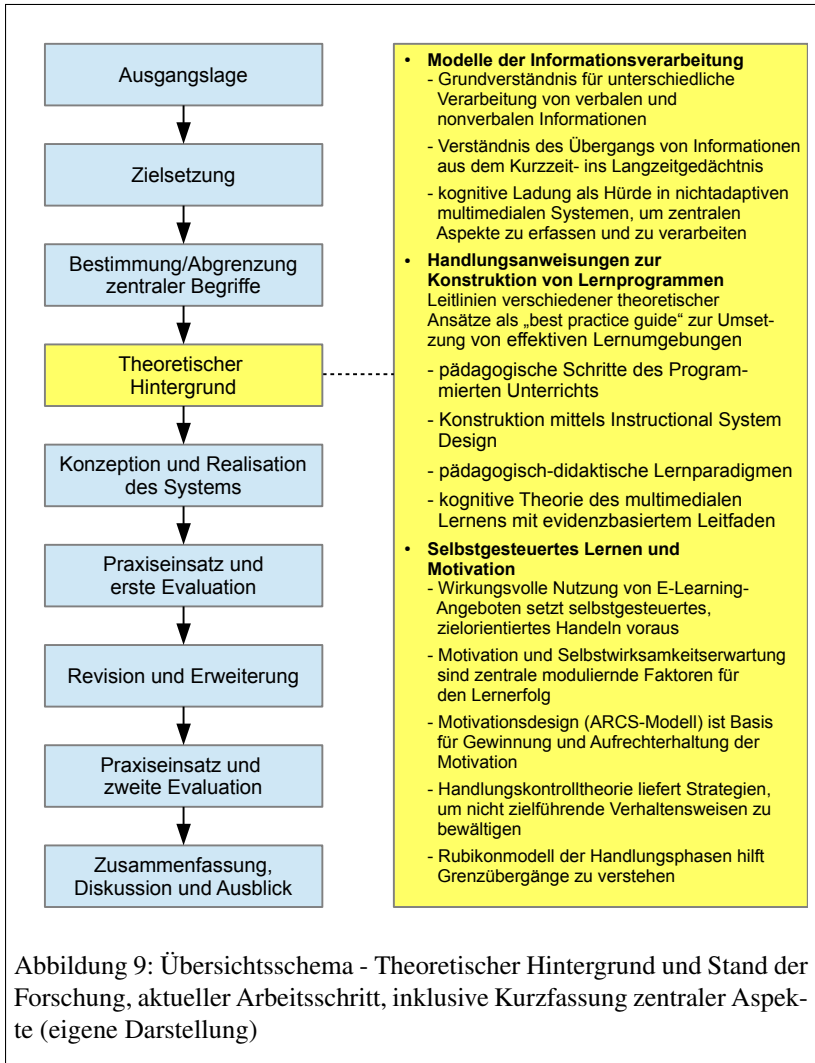 Ausgangslage
Zielsetzung
Bestimmung/Abgrenzung
zentraler Begriffe
Theoretischer
Hintergrund
Konzeption und Realisation
des Systems
Praxiseinsatz und
erste Evaluation
Revision und Erweiterung
Praxiseinsatz und
zweite Evaluation
Zusammenfassung,
Diskussion und Ausblick
• Modelle der Informationsverarbeitung
- Grundverständnis für unterschiedliche
Verarbeitung von verbalen und
nonverbalen Informationen
- Verständnis des Übergangs von Informationen
aus dem Kurzzeit- ins Langzeitgedächtnis
- kognitive Ladung als Hürde in nichtadaptiven
multimedialen Systemen, um zentralen
Aspekte zu erfassen und zu verarbeiten
• Handlungsanweisungen zur
Konstruktion von Lernprogrammen
Leitlinien verschiedener theoretischer
Ansätze als „best practice guide“ zur Umset-
zung von effektiven Lernumgebungen
- pädagogische Schritte des Program-
mierten Unterrichts
- Konstruktion mittels Instructional System
Design
- pädagogisch-didaktische Lernparadigmen
- kognitive Theorie des multimedialen
Lernens mit evidenzbasiertem Leitfaden
• Selbstgesteuertes Lernen und
Motivation
- Wirkungsvolle Nutzung von E-Learning-
Angeboten setzt selbstgesteuertes,
zielorientiertes Handeln voraus
- Motivation und Selbstwirksamkeitserwartung
sind zentrale moduliernde Faktoren für
den Lernerfolg
- Motivationsdesign (ARCS-Modell) ist Basis
für Gewinnung und Aufrechterhaltung der
Motivation
- Handlungskontrolltheorie liefert Strategien,
um nicht zielführende Verhaltensweisen zu
bewältigen
- Rubikonmodell der Handlungsphasen hilft
Grenzübergänge zu verstehen
Abbildung 9: Übersichtsschema - Theoretischer Hintergrund und Stand der
Forschung, aktueller Arbeitsschritt, inklusive Kurzfassung zentraler Aspek-
te (eigene Darstellung)